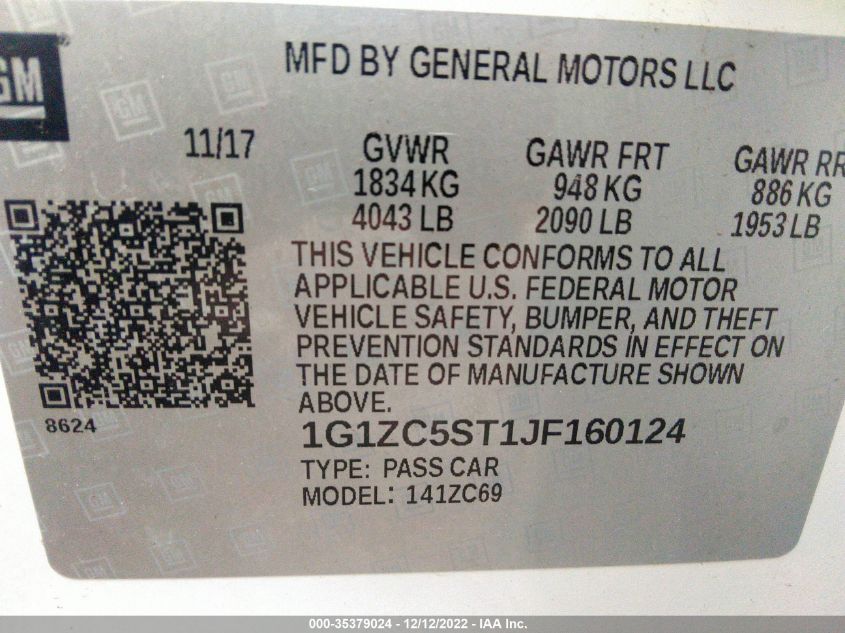 GM
MFD BY GENERAL MOTORS LLC
11/17 GVWR GAWR FRT GAWR RR
1834 KG 948 KG 886 KG
4043 LB 2090 LB 1953 LB
THIS VEHICLE CONFORMS TO ALL
APPLICABLE U.S. FEDERAL MOTOR
VEHICLE SAFETY, BUMPER, AND THEFT
PREVENTION STANDARDS IN EFFECT ON
THE DATE OF MANUFACTURE SHOWN
ABOVE.
8624
1G1ZC5ST1JF160124
TYPE: PASS CAR
MODEL: 141ZC69
000-35379024 - 12/12/2022 - IAA Inc.